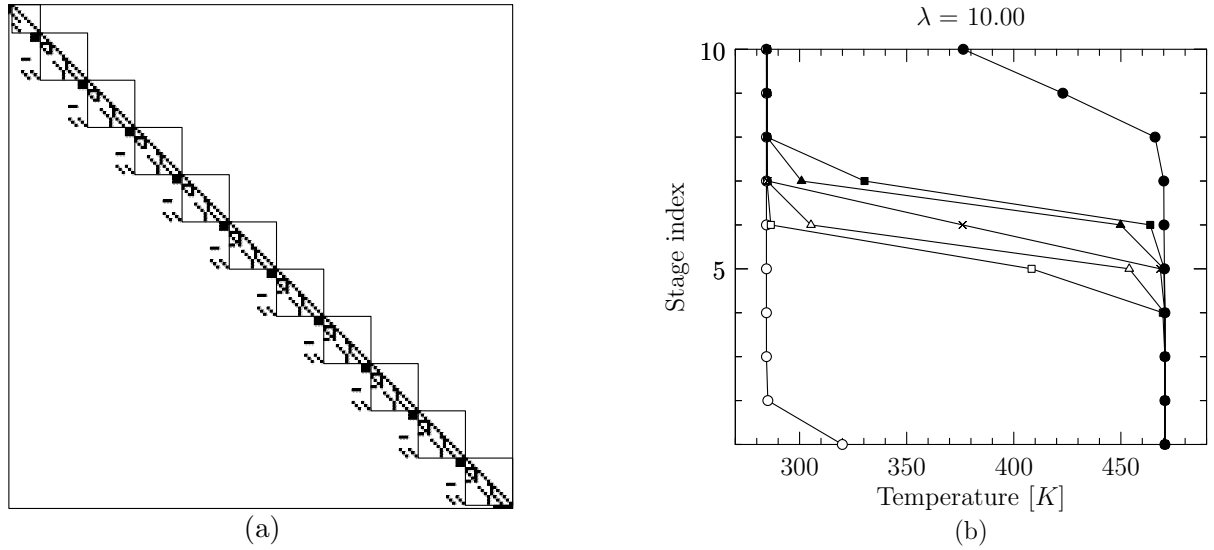 λ = 10.00
10
5
Stage index
300 350 400 450
Temperature [K]
(a)
(b)